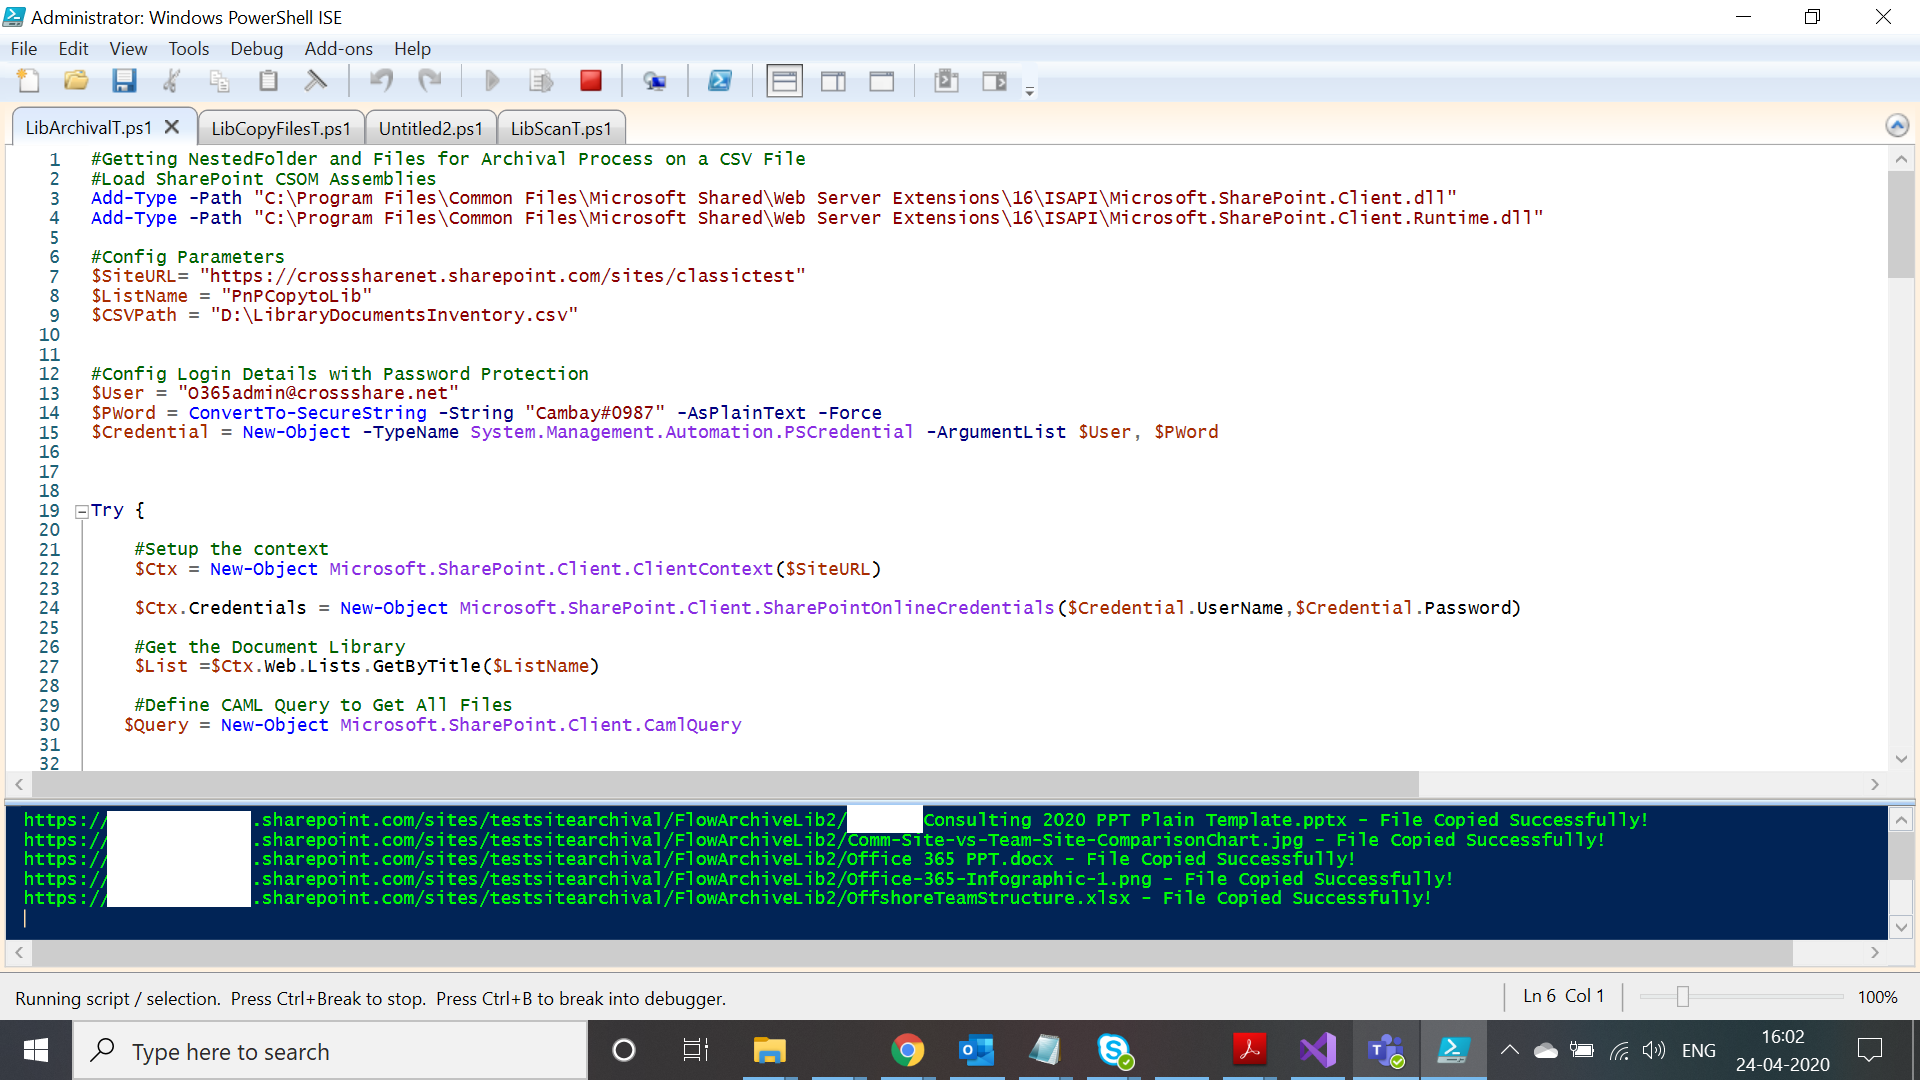 Administrator: Windows PowerShell ISE
File Edit View Tools Debug Add-ons Help
LibArchivalT.ps1 LibCopyFilesT.ps1 Untitled2.ps1 LibScanT.ps1
1 #Getting NestedFolder and Files for Archival Process on a CSV File
2 #Load SharePoint CSOM Assemblies
3 Add-Type -Path "C:\Program Files\Common Files\Microsoft Shared\Web Server Extensions\16\ISAPI\Microsoft.SharePoint.Client.dll"
4 Add-Type -Path "C:\Program Files\Common Files\Microsoft Shared\Web Server Extensions\16\ISAPI\Microsoft.SharePoint.Client.Runtime.dll"
5
6 #Config Parameters
7 $SiteURL= "https://crosssharenet.sharepoint.com/sites/classictest"
8 $ListName = "PnPCopytoLib"
9 $CSVPath = "D:\LibraryDocumentsInventory.csv"
10
11
12 #Config Login Details with Password Protection
13 $User = "O365admin@crossshare.net"
14 $PWord = ConvertTo-SecureString -String "Cambay#0987" -AsPlainText -Force
15 $Credential = New-Object -TypeName System.Management.Automation.PSCredential -ArgumentList $User, $PWord
16
17
18
19 Try {
20
21 #Setup the context
22 $Ctx = New-Object Microsoft.SharePoint.Client.ClientContext($SiteURL)
23
24 $Ctx.Credentials = New-Object Microsoft.SharePoint.Client.SharePointOnlineCredentials($Credential.UserName,$Credential.Password)
25
26 #Get the Document Library
27 $List =$Ctx.Web.Lists.GetByTitle($ListName)
28
29 #Define CAML Query to Get All Files
30 $Query = New-Object Microsoft.SharePoint.Client.CamlQuery
31
32
https:// .sharepoint.com/sites/testsitearchival/FlowArchiveLib2/ Consulting 2020 PPT Plain Template.pptx - File Copied Successfully!
https:// .sharepoint.com/sites/testsitearchival/FlowArchiveLib2/Comm-Site-vs-Team-Site-ComparisonChart.jpg - File Copied Successfully!
https:// .sharepoint.com/sites/testsitearchival/FlowArchiveLib2/Office 365 PPT.docx - File Copied Successfully!
https:// .sharepoint.com/sites/testsitearchival/FlowArchiveLib2/Office-365-Infographic-1.png - File Copied Successfully!
https:// .sharepoint.com/sites/testsitearchival/FlowArchiveLib2/OffshoreTeamStructure.xlsx - File Copied Successfully!
Running script / selection. Press Ctrl+Break to stop. Press Ctrl+B to break into debugger. Ln 6 Col 1 100%
Type here to search ENG 16:02
24-04-2020